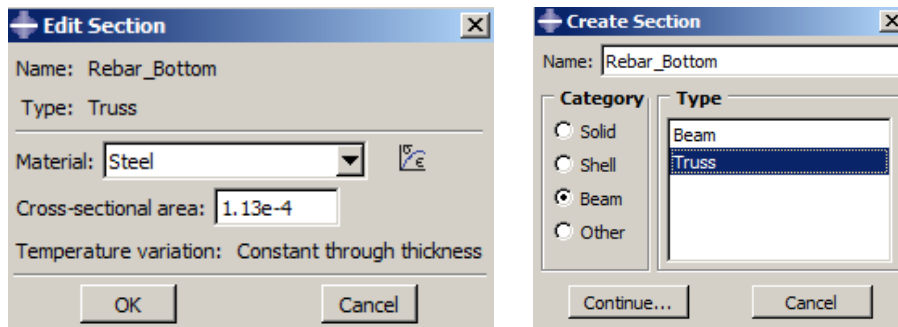 Edit Section
Name: Rebar_Bottom
Type: Truss
Material: Steel
Cross-sectional area: 1.13e-4
Temperature variation: Constant through thickness
OK Cancel
Create Section
Name: Rebar_Bottom
Category
Solid
Shell
Beam
Other
Type
Beam
Truss
Continue... Cancel